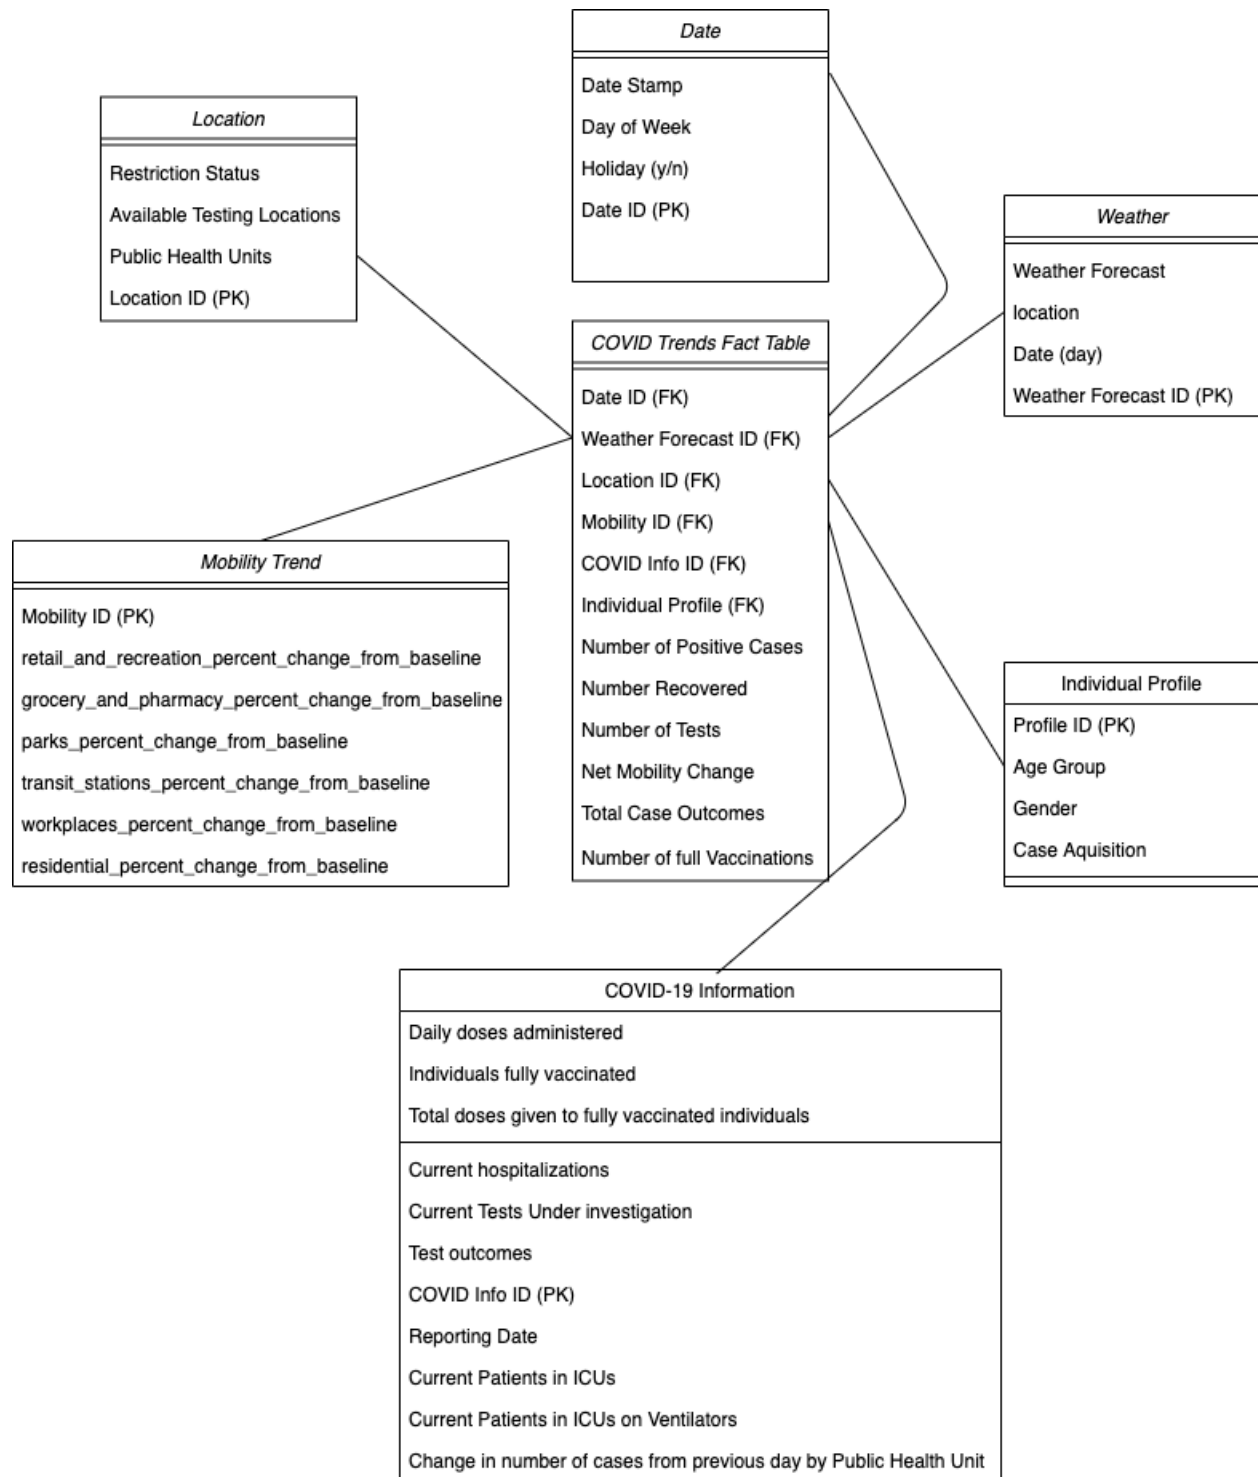 Date
Date Stamp
Day of Week
Holiday (y/n)
Date ID (PK)
Location
Restriction Status
Available Testing Locations
Public Health Units
Location ID (PK)
Weather
Weather Forecast
location
Date (day)
Weather Forecast ID (PK)
COVID Trends Fact Table
Date ID (FK)
Weather Forecast ID (FK)
Location ID (FK)
Mobility ID (FK)
COVID Info ID (FK)
Individual Profile (FK)
Number of Positive Cases
Number Recovered
Number of Tests
Net Mobility Change
Total Case Outcomes
Number of full Vaccinations
Mobility Trend
Mobility ID (PK)
retail_and_recreation_percent_change_from_baseline
grocery_and_pharmacy_percent_change_from_baseline
parks_percent_change_from_baseline
transit_stations_percent_change_from_baseline
workplaces_percent_change_from_baseline
residential_percent_change_from_baseline
Individual Profile
Profile ID (PK)
Age Group
Gender
Case Aquisition
COVID-19 Information
Daily doses administered
Individuals fully vaccinated
Total doses given to fully vaccinated individuals
Current hospitalizations
Current Tests Under investigation
Test outcomes
COVID Info ID (PK)
Reporting Date
Current Patients in ICUs
Current Patients in ICUs on Ventilators
Change in number of cases from previous day by Public Health Unit